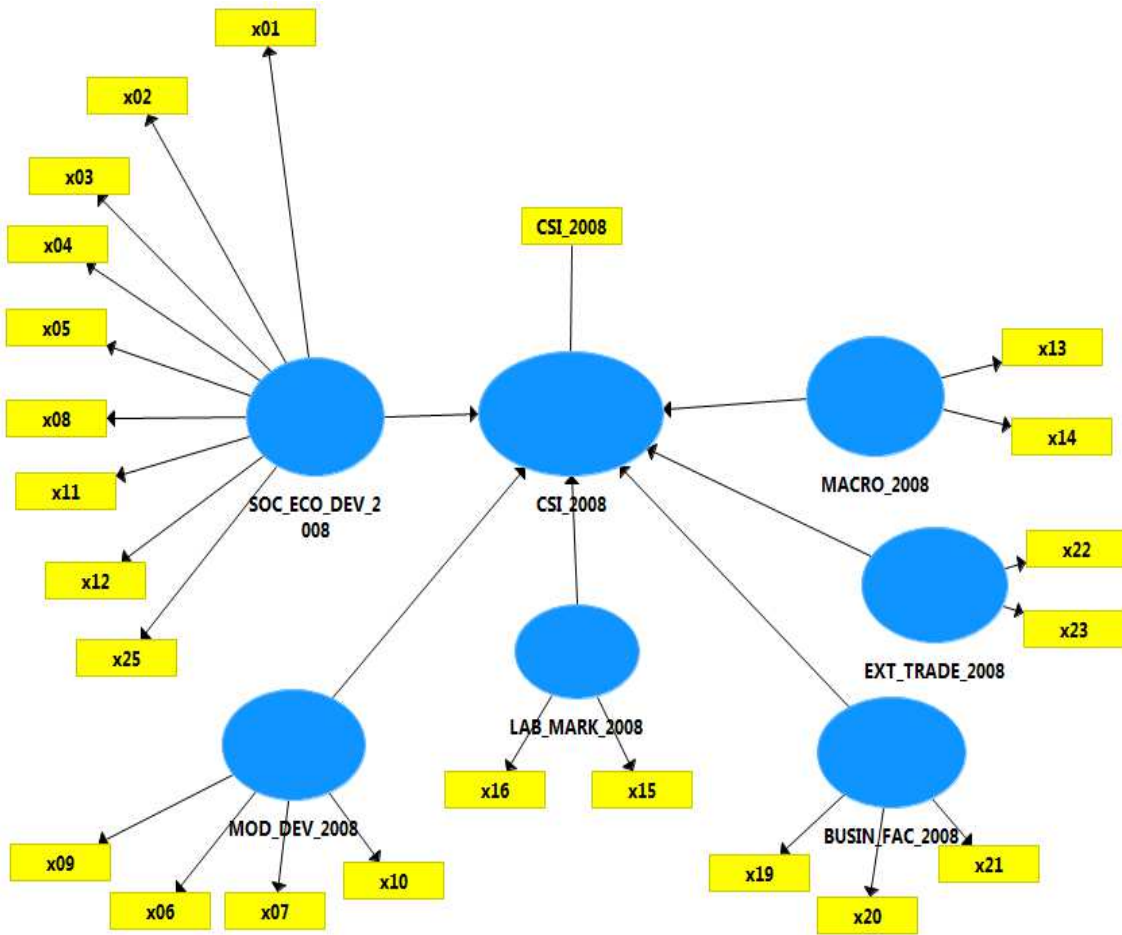 x01
x02
x03
x04
x05
x08
x11
x12
x25
SOC_ECO_DEV_2
008
CSI_2008
CSI_2008
MACRO_2008
x13
x14
EXT_TRADE_2008
x22
x23
LAB_MARK_2008
x16
x15
MOD_DEV_2008
x09
x06
x07
x10
BUSIN_FAC_2008
x19
x20
x21